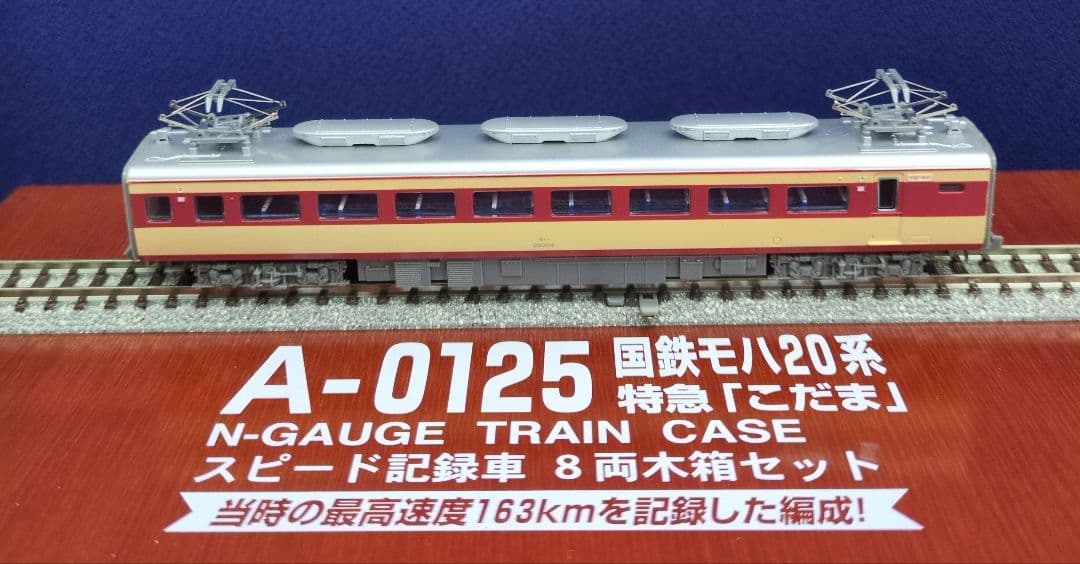 A-0125 国鉄モハ20系
特急「こだま」
N-GAUGE TRAIN CASE
スピード記録車 8両木箱セット
当時の最高速度163kmを記録した編成!